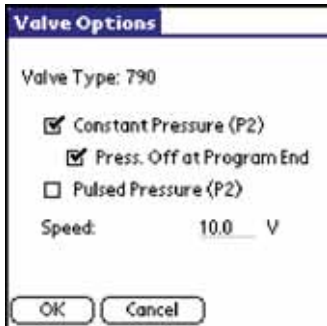 Valve Options
Valve Type: 790
Constant Pressure (P2)
Press. Off at Program End
Pulsed Pressure (P2)
Speed: 10.0 V
OK Cancel